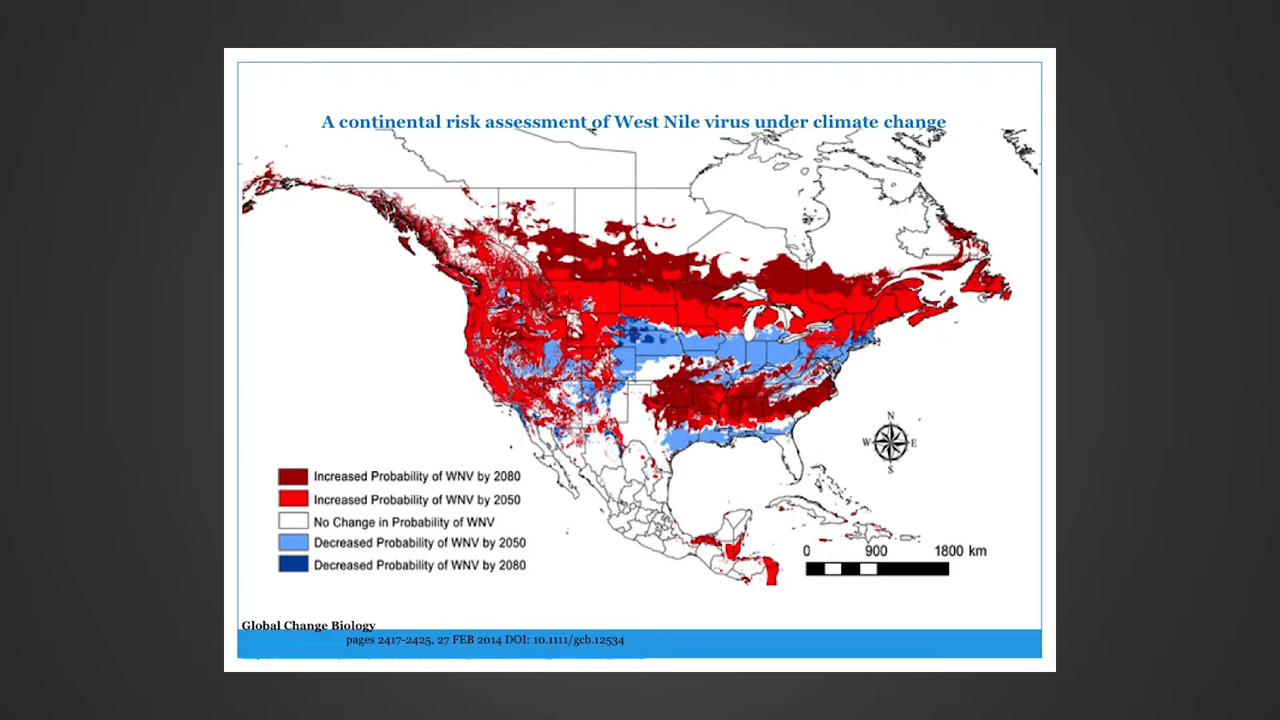 A continental risk assessment of West Nile virus under climate change
N
W E
S
Increased Probability of WNV by 2080
Increased Probability of WNV by 2050
No Change in Probability of WNV
Decreased Probability of WNV by 2050
Decreased Probability of WNV by 2080
0 900 1800 km
Global Change Biology
pages 2417-2425, 27 FEB 2014 DOI: 10.1111/gcb.12534